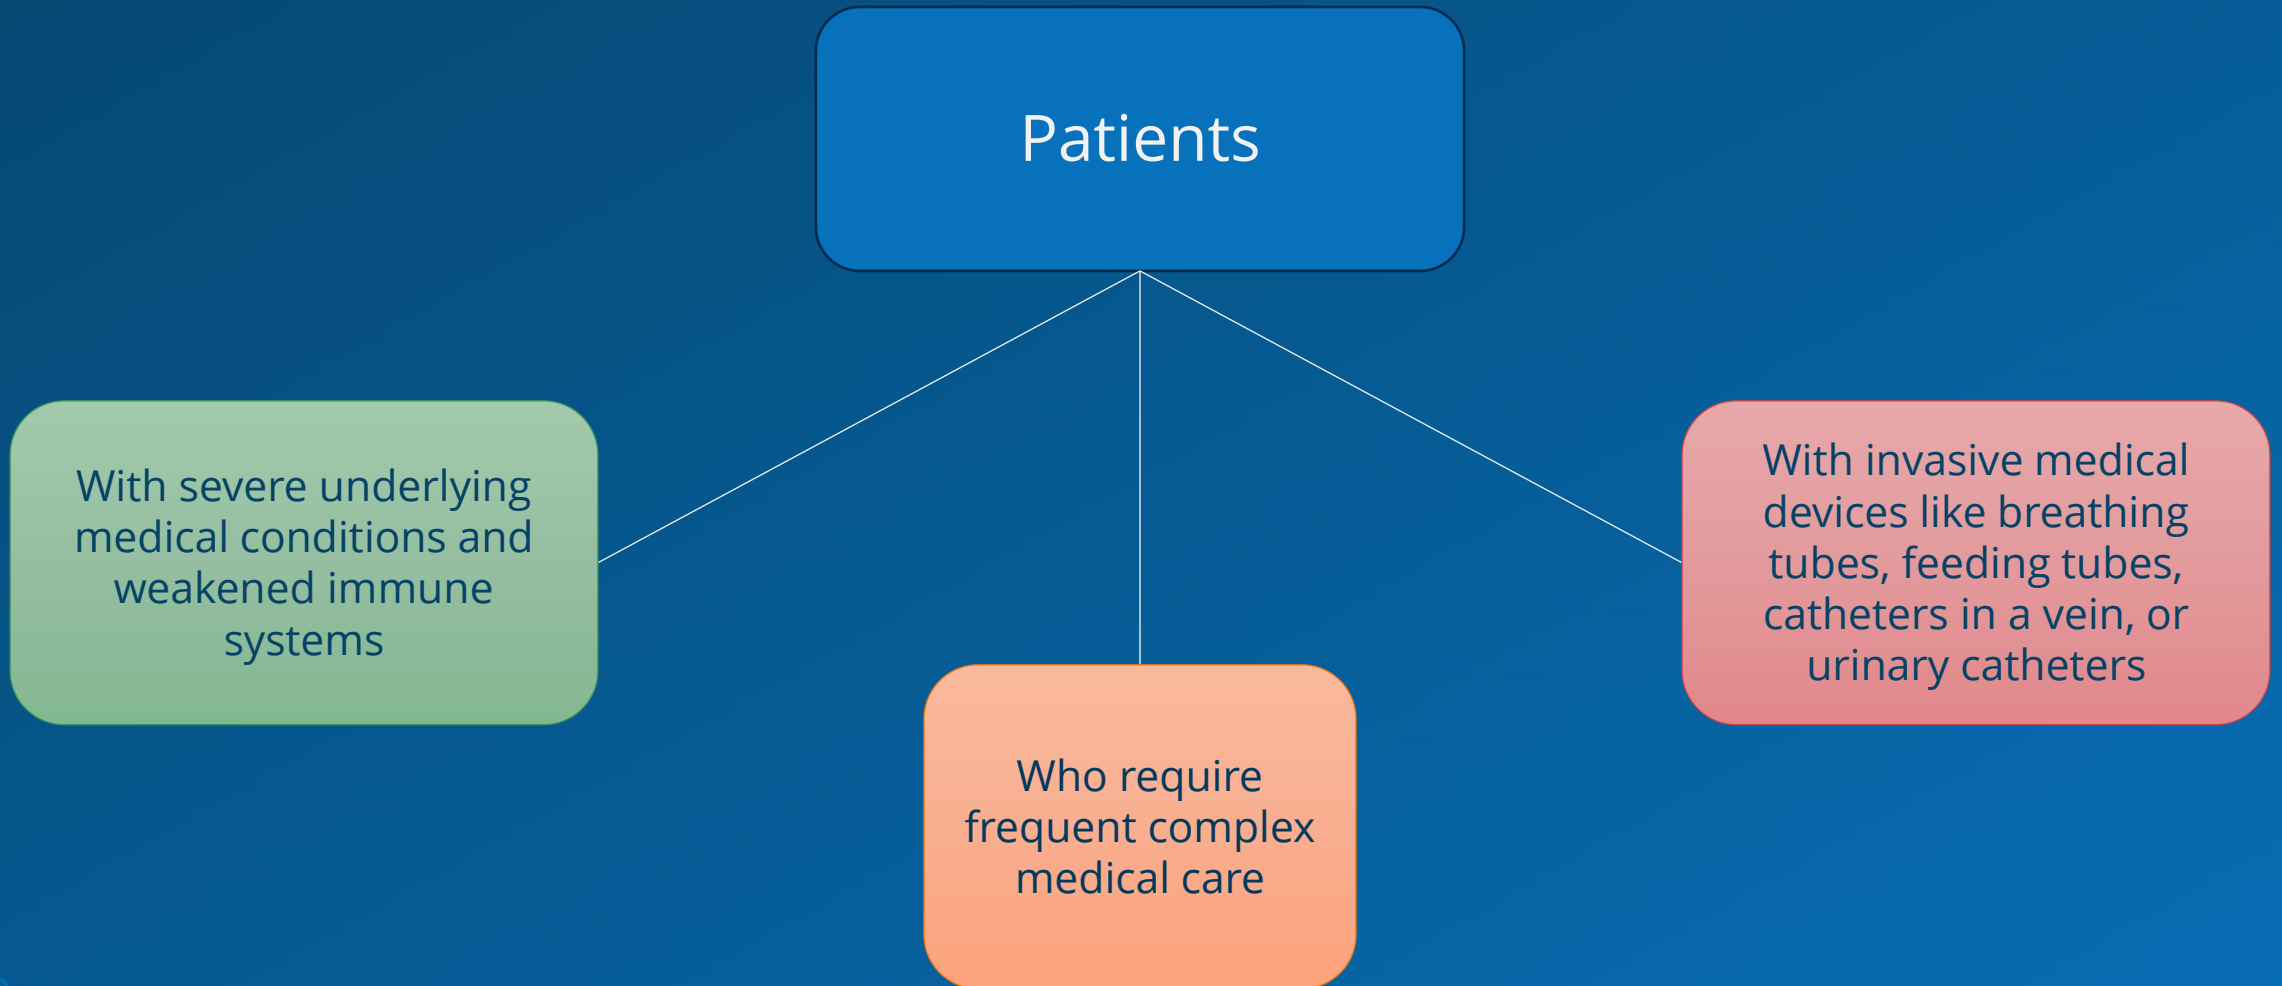 Patients
With severe underlying
medical conditions and
weakened immune
systems
Who require
frequent complex
medical care
With invasive medical
devices like breathing
tubes, feeding tubes,
catheters in a vein, or
urinary catheters